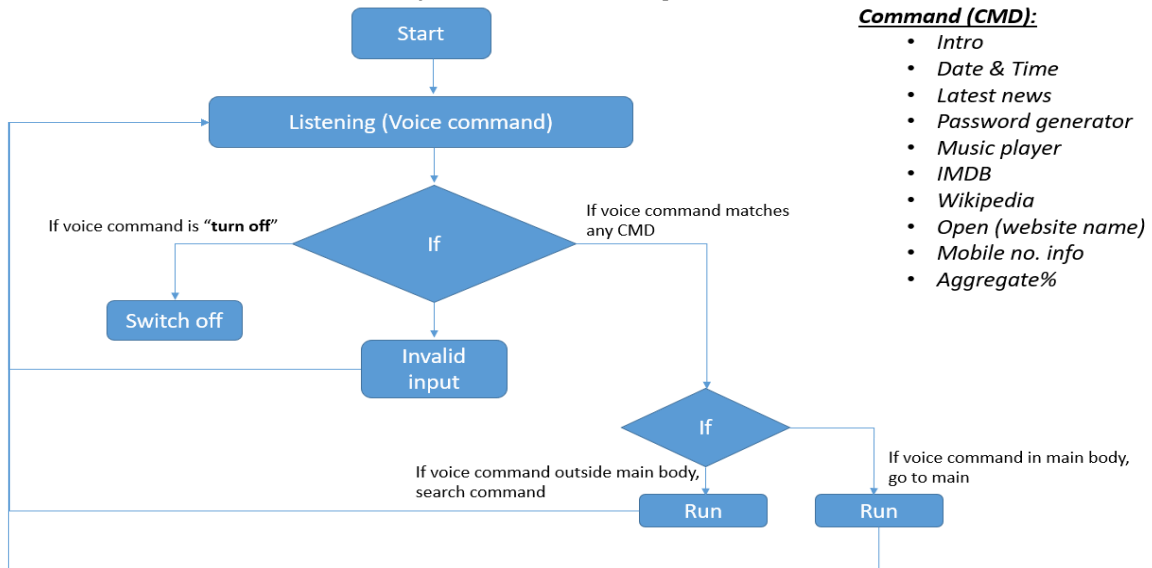 Start
Listening (Voice command)
If voice command is “turn off”
If
If voice command matches
any CMD
Switch off
Invalid
input
If
If voice command outside main body,
search command
If voice command in main body,
go to main
Run
Run
Command (CMD):
• Intro
• Date & Time
• Latest news
• Password generator
• Music player
• IMDB
• Wikipedia
• Open (website name)
• Mobile no. info
• Aggregate%